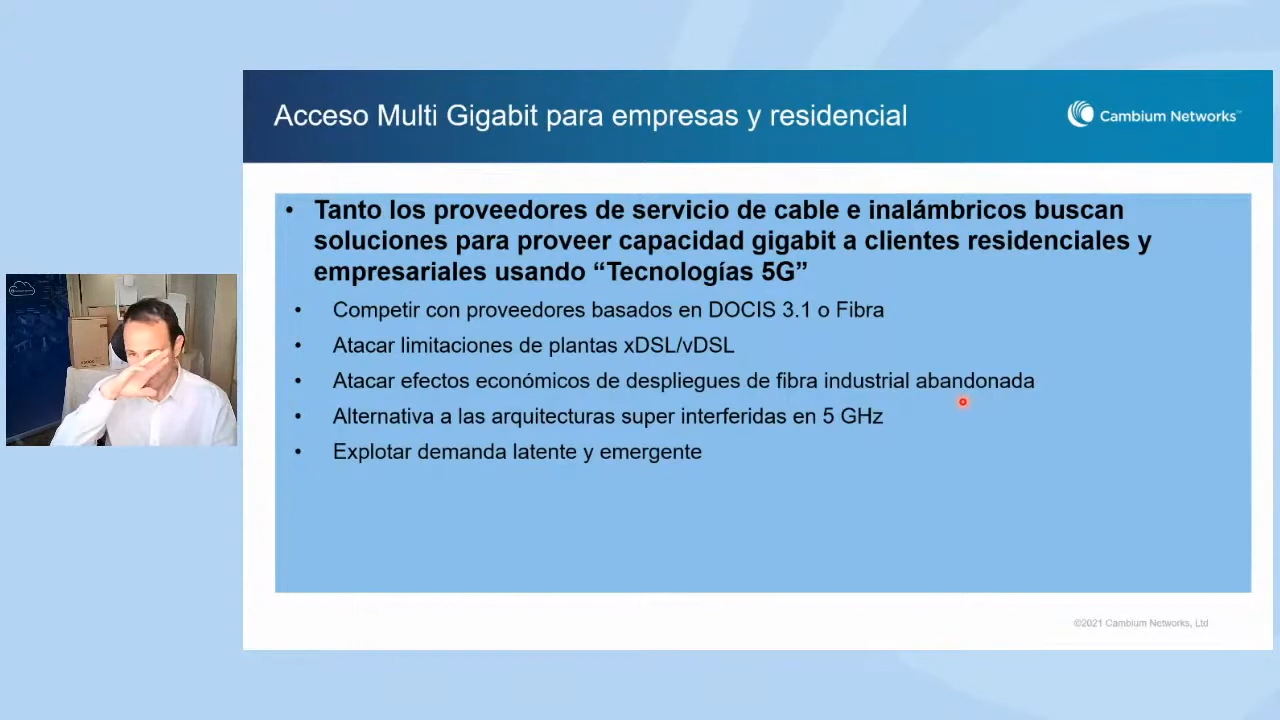 Acceso Multi Gigabit para empresas y residencial
Cambium Networks™
• Tanto los proveedores de servicio de cable e inalámbricos buscan
soluciones para proveer capacidad gigabit a clientes residenciales y
empresariales usando “Tecnologías 5G”
• Competir con proveedores basados en DOCIS 3.1 o Fibra
• Atacar limitaciones de plantas xDSL/vDSL
• Atacar efectos económicos de despliegues de fibra industrial abandonada
• Alternativa a las arquitecturas super interferidas en 5 GHz
• Explotar demanda latente y emergente
©2021 Cambium Networks, Ltd